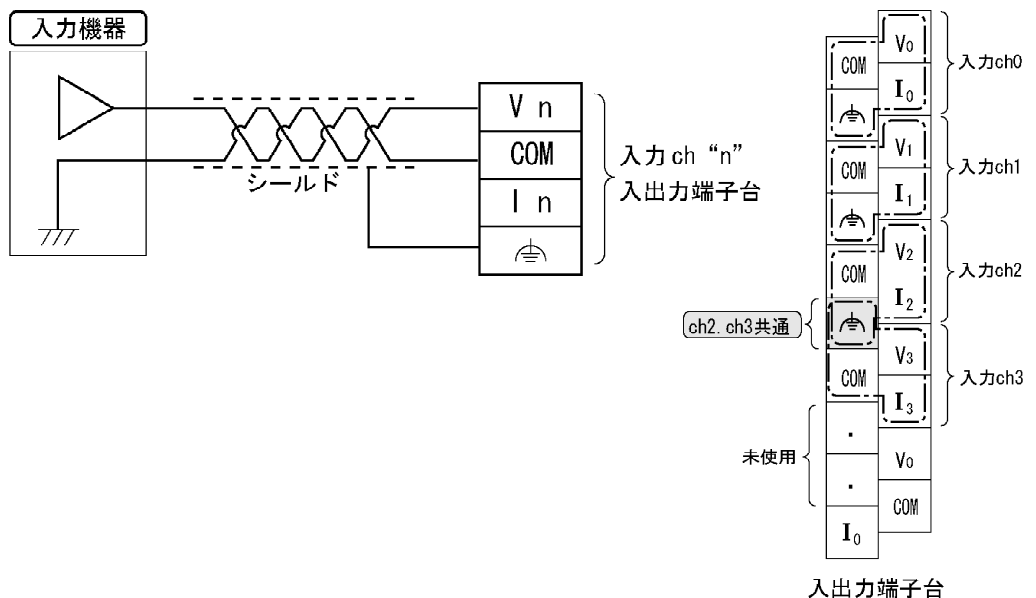 入力機器
シールド
V n
COM
I n
入力 ch “n”
入出力端子台
COM
COM
COM
ch2. ch3共通
COM
未使用
・
・
I0
V0
I0
V1
I1
V2
I2
V3
I3
V0
COM
入力ch0
入力ch1
入力ch2
入力ch3
入出力端子台